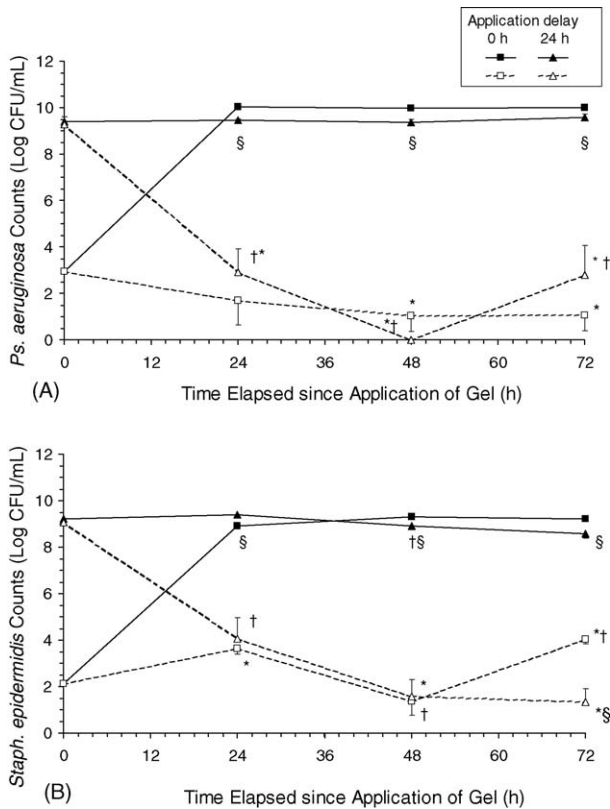 Application delay
0 h 24 h
Ps. aeruginosa Counts (Log CFU/mL)
12
10
8
6
4
2
0
§ § §
†*
*
*†
* †
*
0 12 24 36 48 60 72
(A) Time Elapsed since Application of Gel (h)
Staph. epidermidis Counts (Log CFU/mL)
12
10
8
6
4
2
0
§ †§ §
†
*
*
†
*†
*§
0 12 24 36 48 60 72
(B) Time Elapsed since Application of Gel (h)